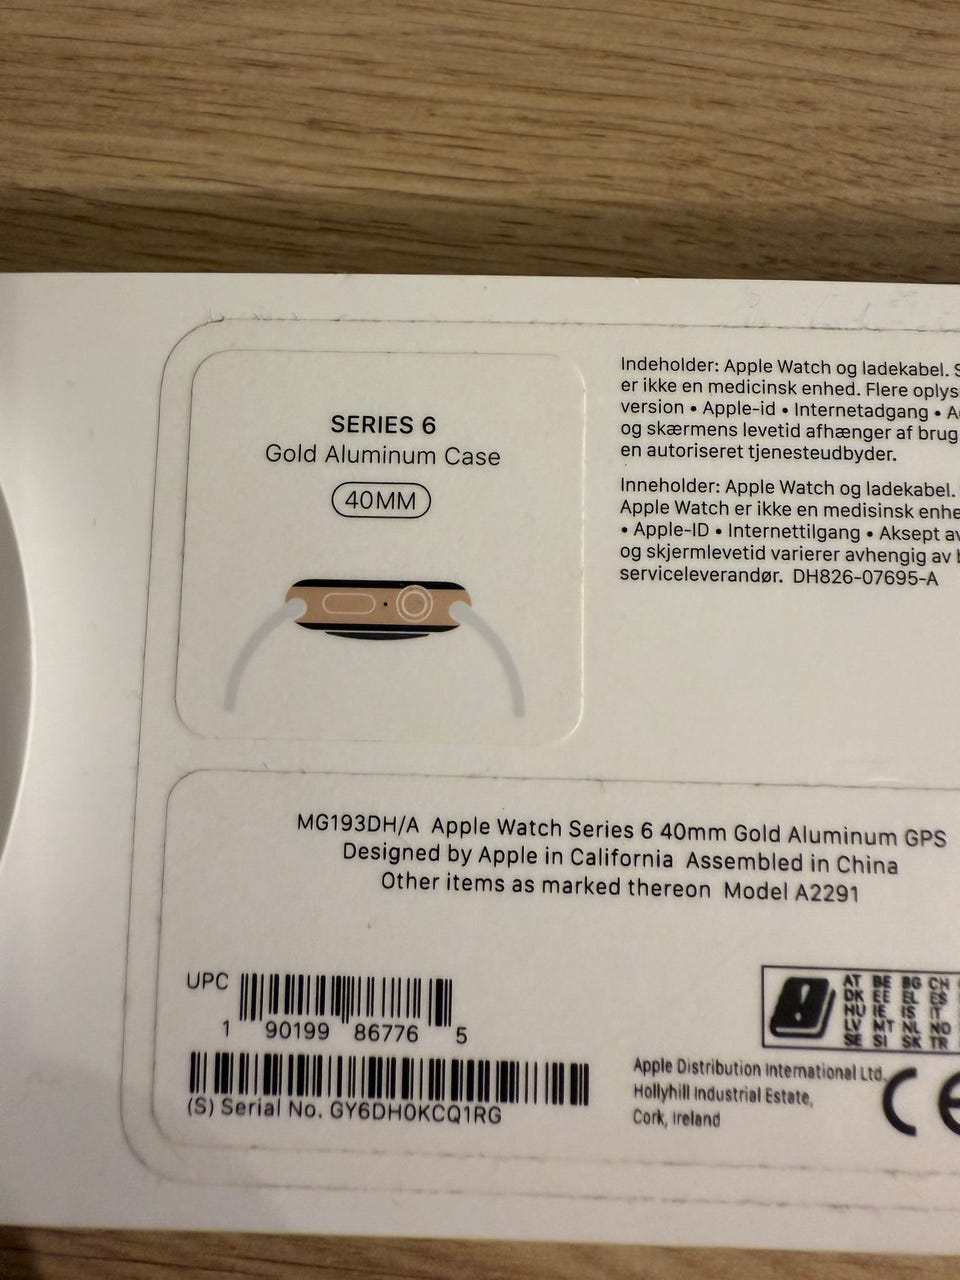 SERIES 6
Gold Aluminum Case
40MM
Indeholder: Apple Watch og ladekabel. S
er ikke en medicinsk enhed. Flere oplys
version • Apple-id • Internetadgang • A
og skærmens levetid afhænger af brug
en autoriseret tjenesteudbyder.
Inneholder: Apple Watch og ladekabel.
Apple Watch er ikke en medisinsk enhe
• Apple-ID • Internettilgang • Aksept av
og skjermlevetid varierer avhengig av b
serviceleverandør. DH826-07695-A
MG193DH/A Apple Watch Series 6 40mm Gold Aluminum GPS
Designed by Apple in California Assembled in China
Other items as marked thereon Model A2291
UPC
1 90199 86776 5
(S) Serial No. GY6DH0KCQ1RG
AT BE BG CH
DK EE EL ES
HU IE IS IT
LV MT NL NO
SE SI SK TR
Apple Distribution International Ltd.
Hollyhill Industrial Estate,
Cork, Ireland
CE